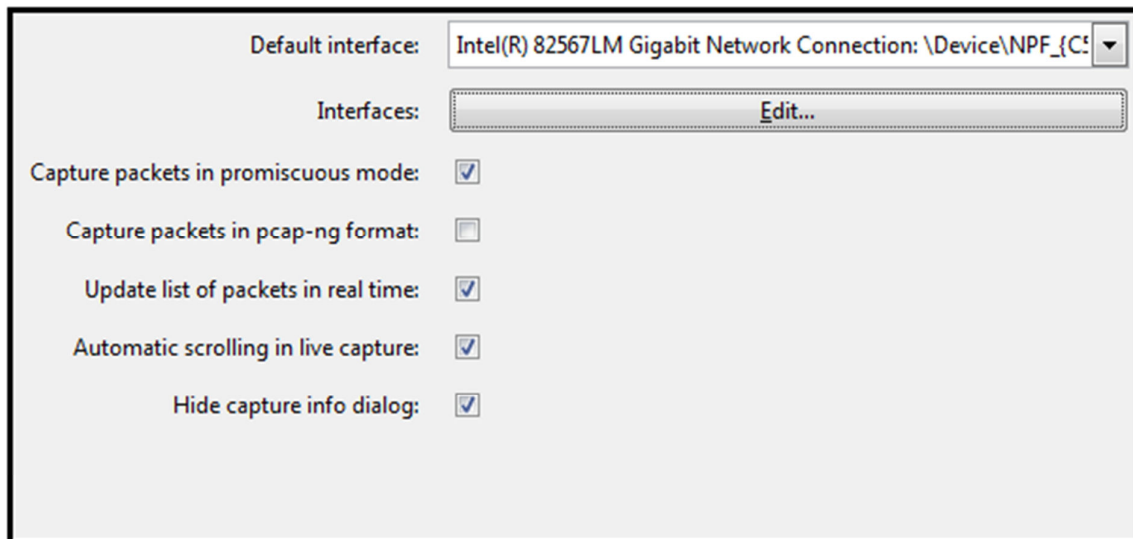 Default interface: Intel(R) 82567LM Gigabit Network Connection: \Device\NPF_{C5
Interfaces: Edit...
Capture packets in promiscuous mode:
Capture packets in pcap-ng format:
Update list of packets in real time:
Automatic scrolling in live capture:
Hide capture info dialog: